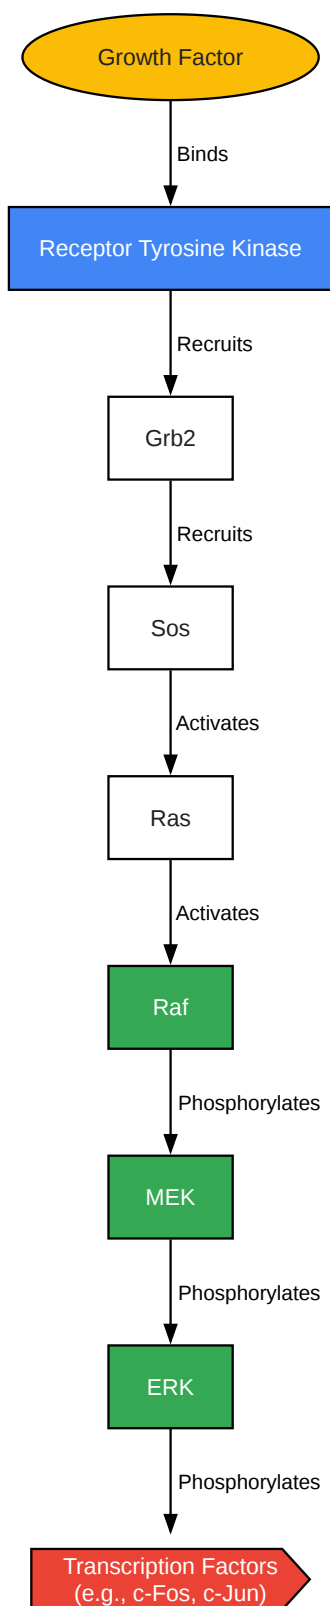 Growth Factor
Binds
Receptor Tyrosine Kinase
Recruits
Grb2
Recruits
Sos
Activates
Ras
Activates
Raf
Phosphorylates
MEK
Phosphorylates
ERK
Phosphorylates
Transcription Factors
(e.g., c-Fos, c-Jun)